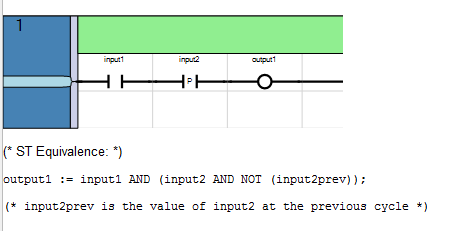 1
input1 input2 output1
P
(* ST Equivalence: *)
output1 := input1 AND (input2 AND NOT (input2prev));
(* input2prev is the value of input2 at the previous cycle *)